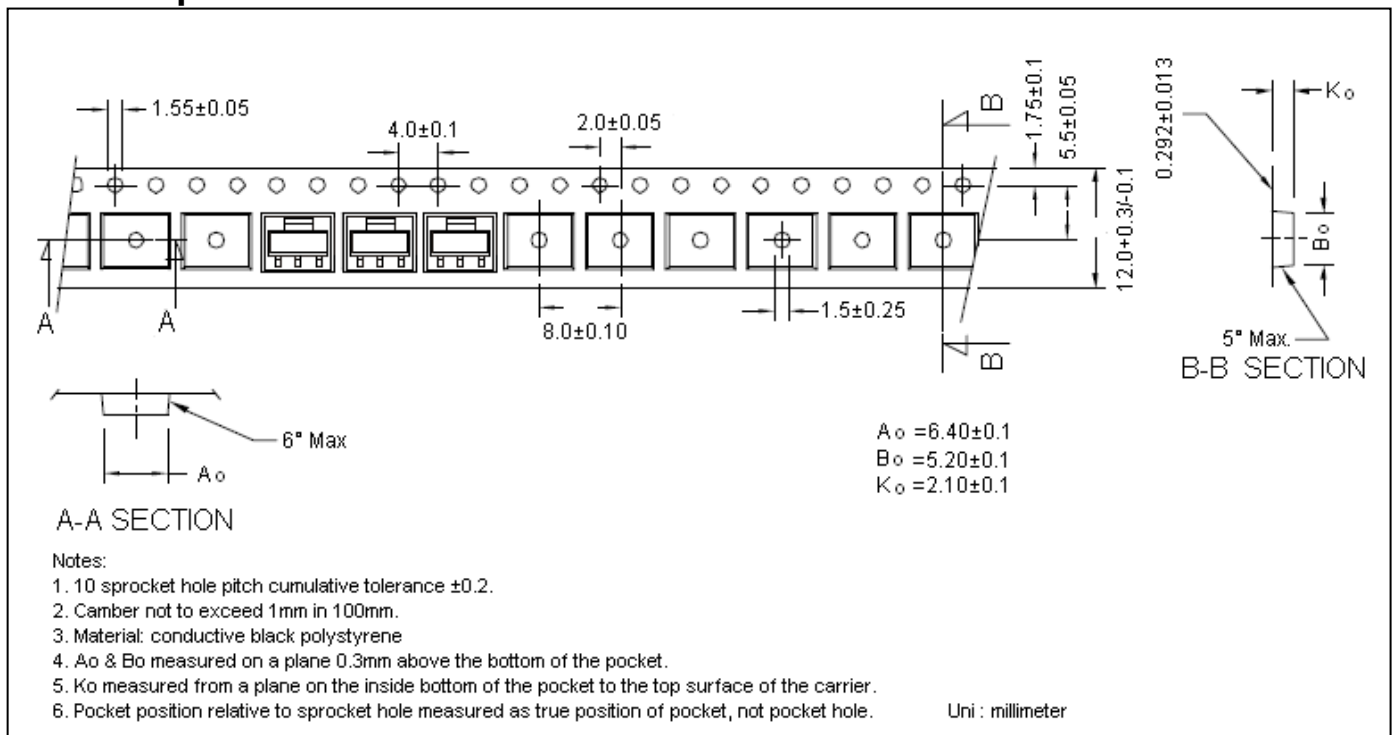 1.55±0.05
4.0±0.1
2.0±0.05
B
1.75±0.1
5.5±0.05
0.292±0.013
Ko
12.0+0.3/-0.1
Bo
A
A
8.0±0.10
1.5±0.25
B
5° Max.
B-B SECTION
6° Max
Ao
A-A SECTION
Ao =6.40±0.1
Bo =5.20±0.1
Ko =2.10±0.1
Notes:
1. 10 sprocket hole pitch cumulative tolerance ±0.2.
2. Camber not to exceed 1mm in 100mm.
3. Material: conductive black polystyrene
4. Ao & Bo measured on a plane 0.3mm above the bottom of the pocket.
5. Ko measured from a plane on the inside bottom of the pocket to the top surface of the carrier.
6. Pocket position relative to sprocket hole measured as true position of pocket, not pocket hole.
Uni : millimeter